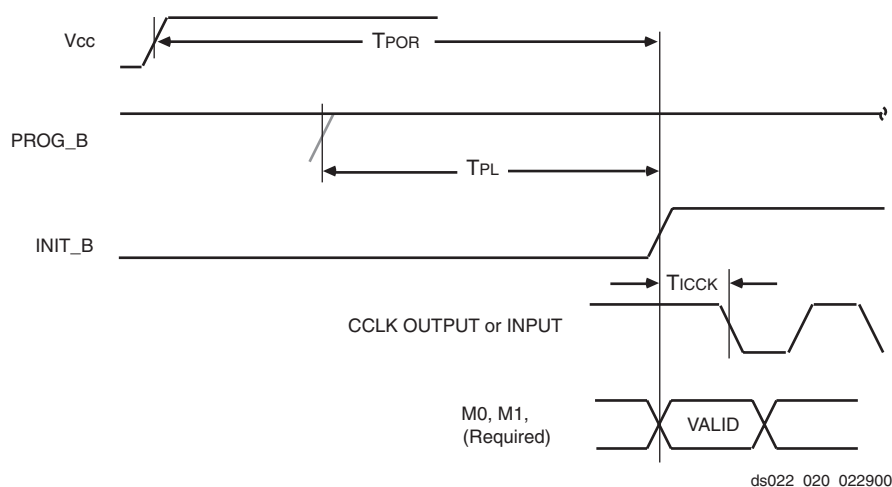 Vcc
TPOR
PROG_B
TPL
INIT_B
TICCK
CCLK OUTPUT or INPUT
M0, M1,
(Required)
VALID
ds022_020_022900